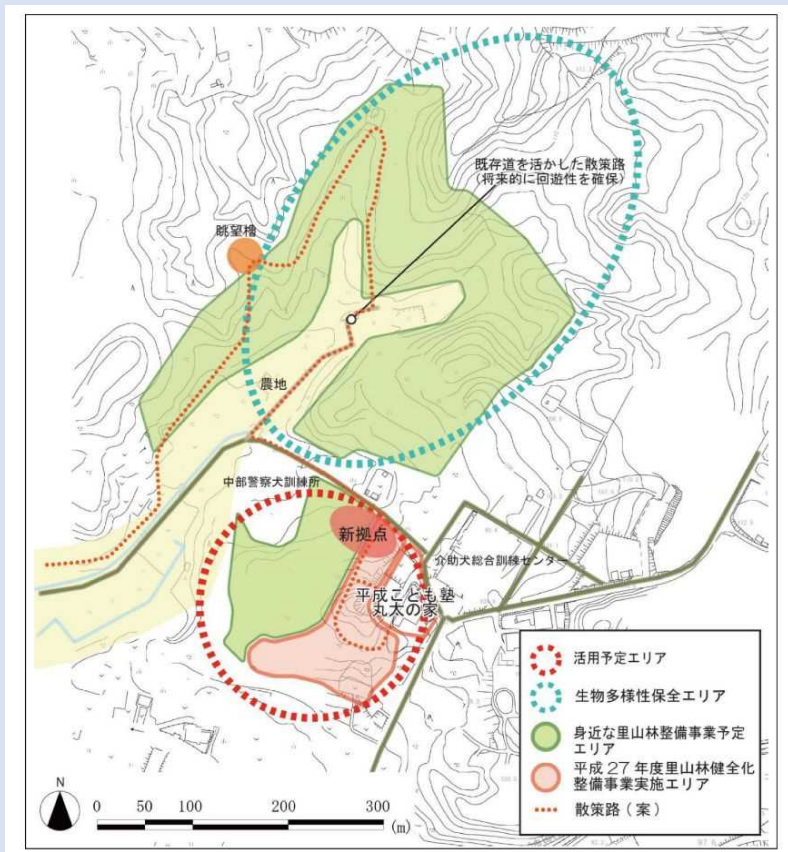 既存道を活かした散策路
(将来的に回遊性を確保)
眺望櫓
農地
中部警察犬訓練所
新拠点
介助犬総合訓練センター
平成こども塾
丸太の家
活用予定エリア
生物多様性保全エリア
身近な里山林整備事業予定
エリア
平成27年度里山林健全化
整備事業実施エリア
散策路(案)
N
0 50 100 200 300
(m)